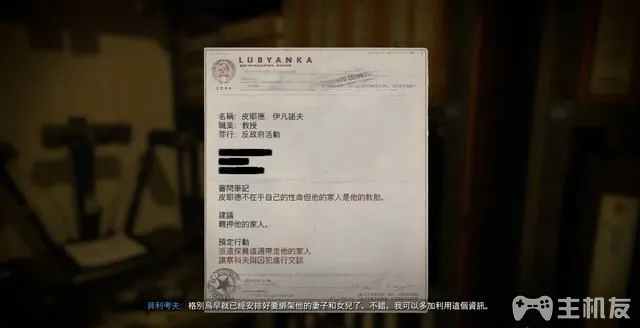 LUBYANKA
名稱: 皮耶德. 伊凡諾夫
職業: 教授
罪行: 反政府活動
審問筆記
皮耶德不在乎自己的性命但他的家人是他的軟肋。
建議
羈押他的家人。
預定行動
派遣探員這週帶走他的家人
讓察科夫與囚犯進行交談
貝利考夫: 格別烏早就已經安排好要綁架他的妻子和女兒了。不錯, 我可以多加利用這個資訊。
主机友